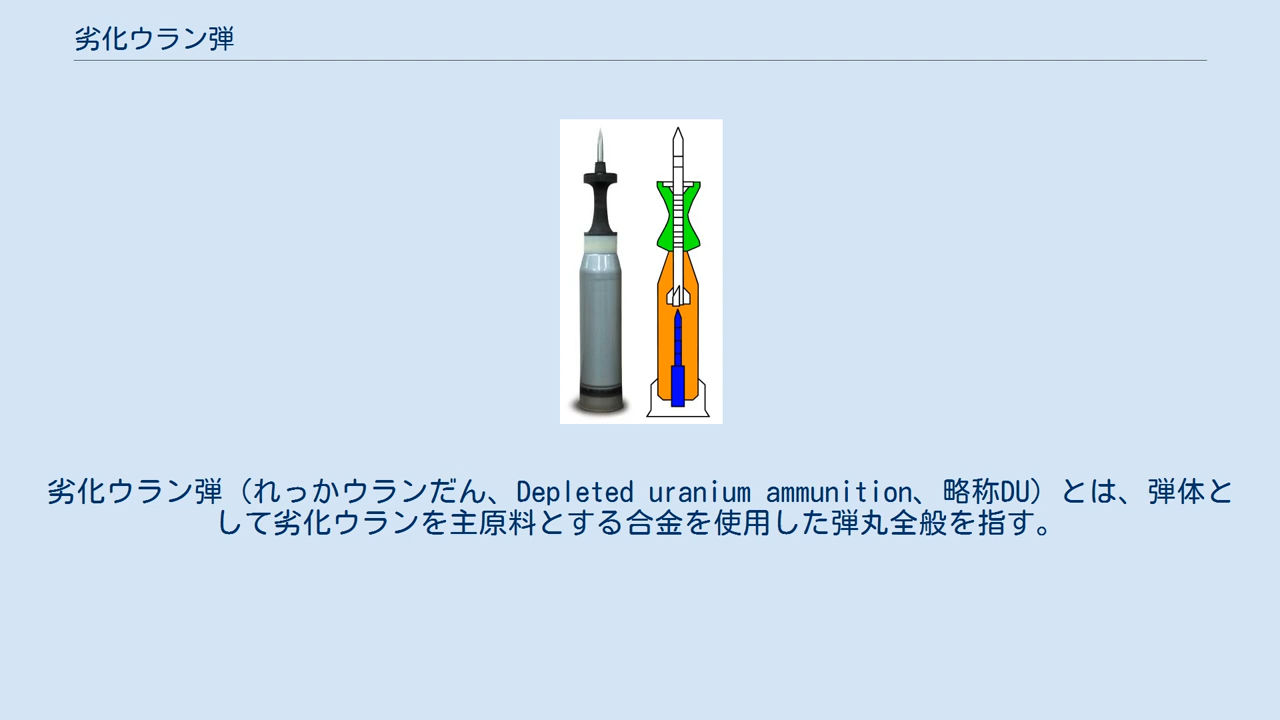 劣化ウラン弾
劣化ウラン弾（れっかウランだん、Depleted uranium ammunition、略称DU）とは、弾体と
して劣化ウランを主原料とする合金を使用した弾丸全般を指す。